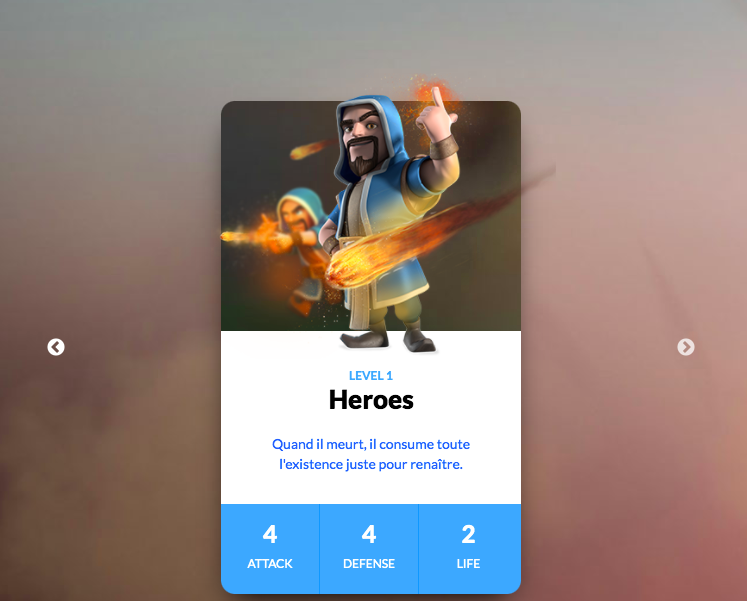 LEVEL 1
Heroes
Quand il meurt, il consume toute
l'existence juste pour renaître.
4
ATTACK
4
DEFENSE
2
LIFE